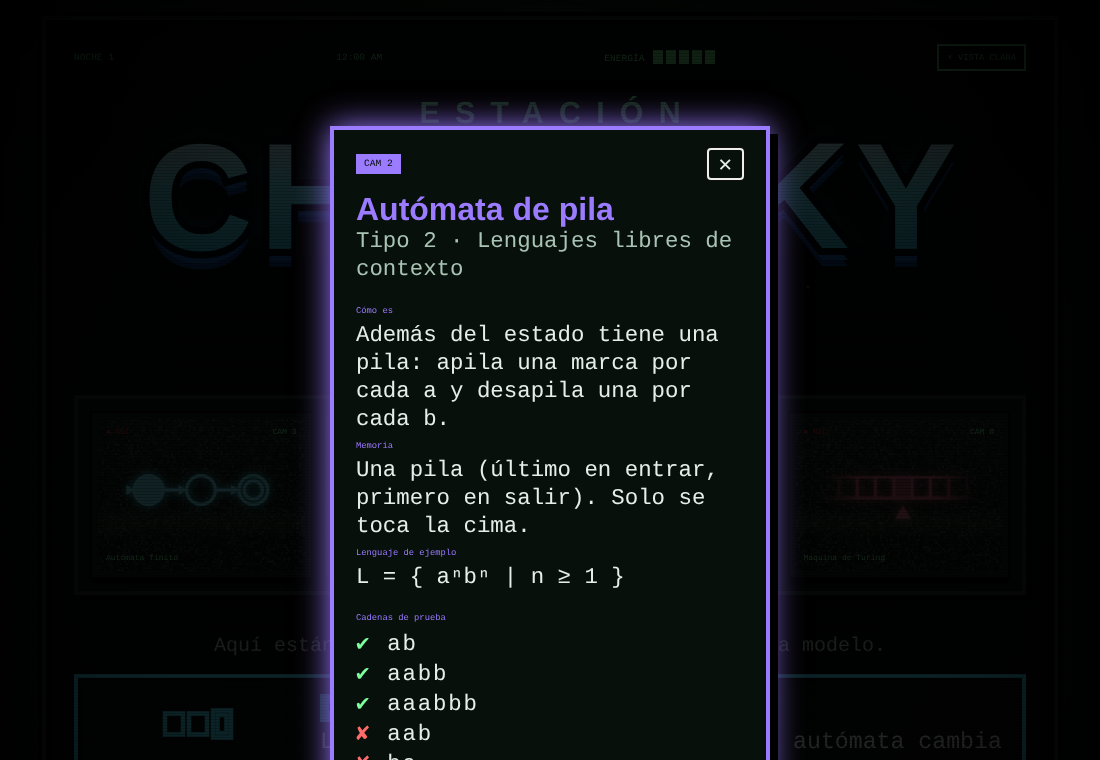 NOCHE 1
12:00 AM
ENERGÍA
VISTA CLARA
ESTACIÓN
CAM 2
✕
Autómata de pila
Tipo 2 · Lenguajes libres de
contexto
Cómo es
Además del estado tiene una
pila: apila una marca por
cada a y desapila una por
cada b.
Memoria
Una pila (último en entrar,
primero en salir). Solo se
toca la cima.
Lenguaje de ejemplo
L = { aⁿbⁿ | n ≥ 1 }
Cadenas de prueba
✔ ab
✔ aabb
✔ aaabbb
✘ aab
CAM 3
Autómata finito
CAM 0
Máquina de Turing
Aquí están
a modelo.
autómata cambia